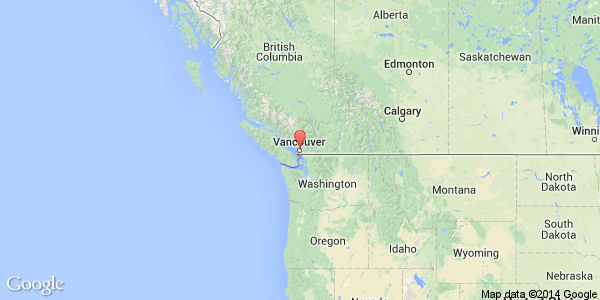 Alberta
British
Columbia
Edmonton
Saskatchewan
Manit
Calgary
Vancouver
Winni
Washington
Montana
North
Dakota
South
Dakota
Oregon
Idaho
Wyoming
Nebraska
Google
Map data ©2014 Google